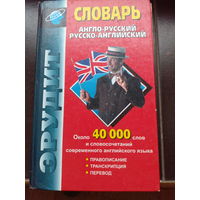 СЛОВАРЬ
АНГЛО-РУССКИЙ
РУССКО-АНГЛИЙСКИЙ
ЭРУДИТ
Около 40 000 слов
и словосочетаний
современного английского языка
• ПРАВОПИСАНИЕ
• ТРАНСКРИПЦИЯ
• ПЕРЕВОД